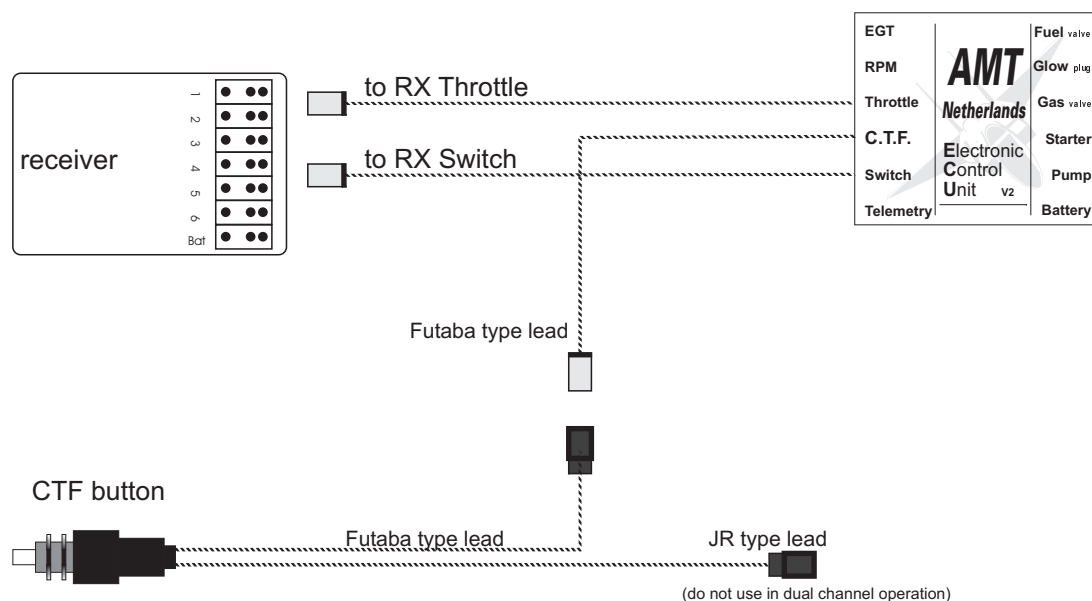 receiver
1
2
3
4
5
6
Bat
to RX Throttle
to RX Switch
EGT
RPM
Throttle
C.T.F.
Switch
Telemetry
AMT
Netherlands
Electronic
Control
Unit V2
Fuel valve
Glow plug
Gas valve
Starter
Pump
Battery
Futaba type lead
CTF button
Futaba type lead
JR type lead
(do not use in dual channel operation)